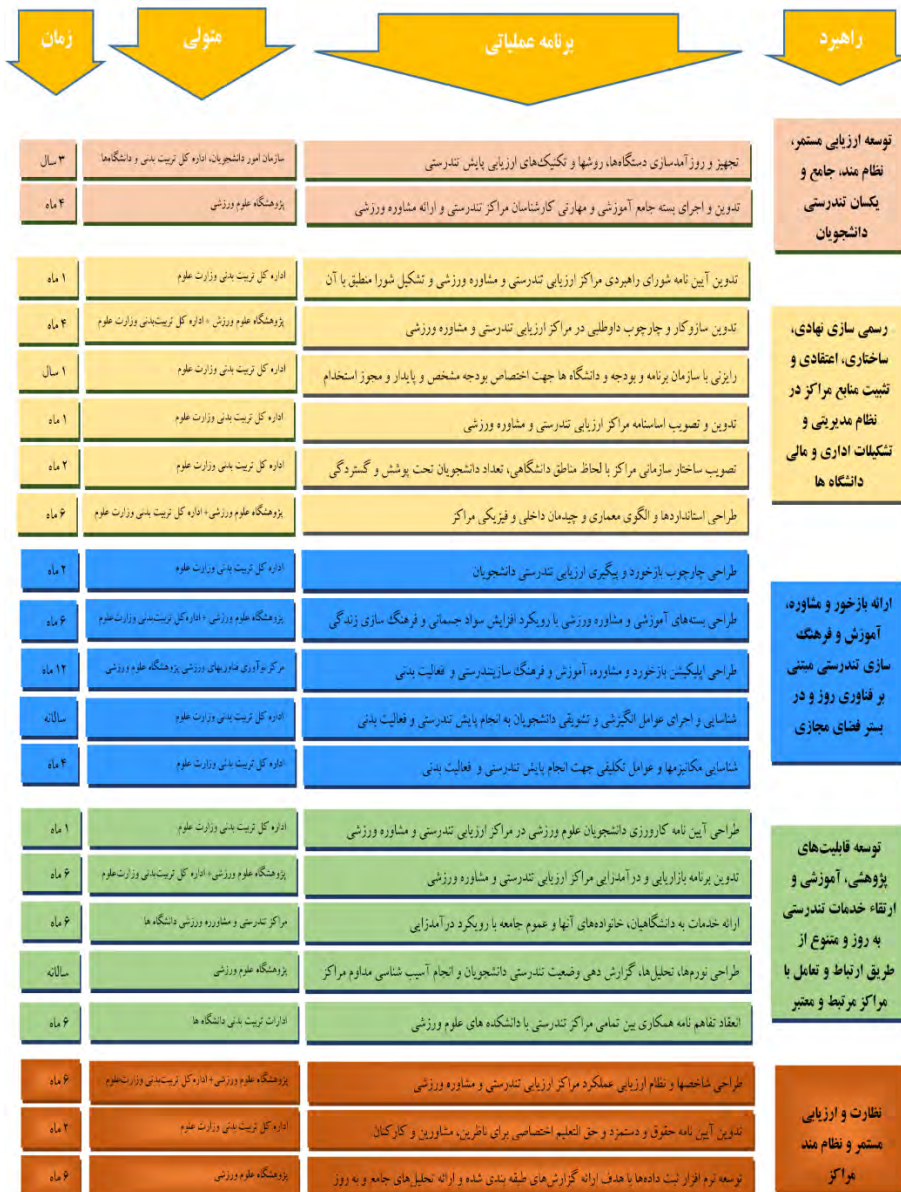 راهبرد
برنامه عملیاتی
متولی
زمان
توسعه ارزیابی مستمر،
نظام مند، جامع و
یکسان تندرستی
دانشجویان
تجهیز و روزآمدسازی دستگاه‌ها، روشها و تکنیک‌های ارزیابی پایش تندرستی
سازمان امور دانشجویان، اداره کل تربیت بدنی و دانشگاه‌ها
۳ سال
تدوین و اجرای بسته جامع آموزشی و مهارتی کارشناسان مراکز تندرستی و ارائه مشاوره ورزشی
پژوهشگاه علوم ورزشی
۴ ماه
رسمی سازی نهادی،
ساختاری، اعتقادی و
تثبیت منابع مراکز در
نظام مدیریتی و
تشکیلات اداری و مالی
دانشگاه ها
تدوین آیین نامه شورای راهبردی مراکز ارزیابی تندرستی و مشاوره ورزشی و تشکیل شورا منطبق با آن
اداره کل تربیت بدنی وزارت علوم
۱ ماه
تدوین سازوکار و چارچوب داوطلبی در مراکز ارزیابی تندرستی و مشاوره ورزشی
پژوهشگاه علوم ورزش + اداره کل تربیت‌بدنی وزارت علوم
۴ ماه
رایزنی با سازمان برنامه و بودجه و دانشگاه ها جهت اختصاص بودجه مشخص و پایدار و مجوز استخدام
اداره کل تربیت بدنی وزارت علوم
۱ سال
تدوین و تصویب اساسنامه مراکز ارزیابی تندرستی و مشاوره ورزشی
اداره کل تربیت بدنی وزارت علوم
۱ ماه
تصویب ساختار سازمانی مراکز با لحاظ مناطق دانشگاهی، تعداد دانشجویان تحت پوشش و گستردگی
اداره کل تربیت بدنی وزارت علوم
۲ ماه
طراحی استانداردها و الگوی معماری و چیدمان داخلی و فیزیکی مراکز
پژوهشگاه علوم ورزشی+ اداره کل تربیت بدنی وزارت علوم
۶ ماه
ارائه بازخور و مشاوره،
آموزش و فرهنگ
سازی تندرستی مبتنی
بر فناوری روز و در
بستر فضای مجازی
طراحی چارچوب بازخورد و پیگیری ارزیابی تندرستی دانشجویان
اداره کل تربیت بدنی وزارت علوم
۲ ماه
طراحی بسته‌های آموزشی و مشاوره ورزشی با رویکرد افزایش سواد جسمانی و فرهنگ سازی زندگی
پژوهشگاه علوم ورزشی + اداره‌کل تربیت‌بدنی وزارت‌علوم
۶ ماه
طراحی اپلیکیشن بازخورد و مشاوره، آموزش و فرهنگ سازیتندرستی و فعالیت بدنی
مرکز نوآوری فناوریهای ورزشی پژوهشگاه علوم ورزشی
۱۲ ماه
شناسایی و اجرای عوامل انگیزشی و تشویقی دانشجویان به انجام پایش تندرستی و فعالیت بدنی
اداره کل تربیت بدنی وزارت علوم
سالانه
شناسایی مکانیزمها و عوامل تکلیفی جهت انجام پایش تندرستی و فعالیت بدنی
اداره کل تربیت بدنی وزارت علوم
۴ ماه
توسعه قابلیت‌های
پژوهشی، آموزشی و
ارتقاء خدمات تندرستی
به روز و متنوع از
طریق ارتباط و تعامل با
مراکز مرتبط و معتبر
طراحی آیین نامه کارورزی دانشجویان علوم ورزشی در مراکز ارزیابی تندرستی و مشاوره ورزشی
اداره کل تربیت بدنی وزارت علوم
۱ ماه
تدوین برنامه بازاریابی و درآمدزایی مراکز ارزیابی تندرستی و مشاوره ورزشی
پژوهشگاه علوم ورزشی+ اداره کل تربیت‌بدنی وزارت‌علوم
۶ ماه
ارائه خدمات به دانشگاهیان، خانواده‌های آنها و عموم جامعه با رویکرد درآمدزایی
مراکز تندرستی و مشاورره ورزشی دانشگاه ها
۶ ماه
طراحی نورم‌ها، تحلیل‌ها، گزارش دهی وضعیت تندرستی دانشجویان و انجام آسیب شناسی مداوم مراکز
پژوهشگاه علوم ورزشی
سالانه
انعقاد تفاهم نامه همکاری بین تمامی مراکز تندرستی با دانشکده های علوم ورزشی
ادارات تربیت بدنی دانشگاه ها
۶ ماه
نظارت و ارزیابی
مستمر و نظام مند
مراکز
طراحی شاخصها و نظام ارزیابی عملکرد مراکز ارزیابی تندرستی و مشاوره ورزشی
پژوهشگاه علوم ورزشی+ اداره کل تربیت‌بدنی وزارت‌علوم
۶ ماه
تدوین آیین نامه حقوق و دستمزد و حق التعلیم اختصاصی برای ناظرین، مشاورین و کارکنان
اداره کل تربیت بدنی وزارت علوم
۲ ماه
توسعه نرم افزار ثبت داده‌ها با هدف ارائه گزارش‌های طبقه بندی شده و ارائه تحلیل‌های جامع و به روز
پژوهشگاه علوم ورزشی
۶ ماه